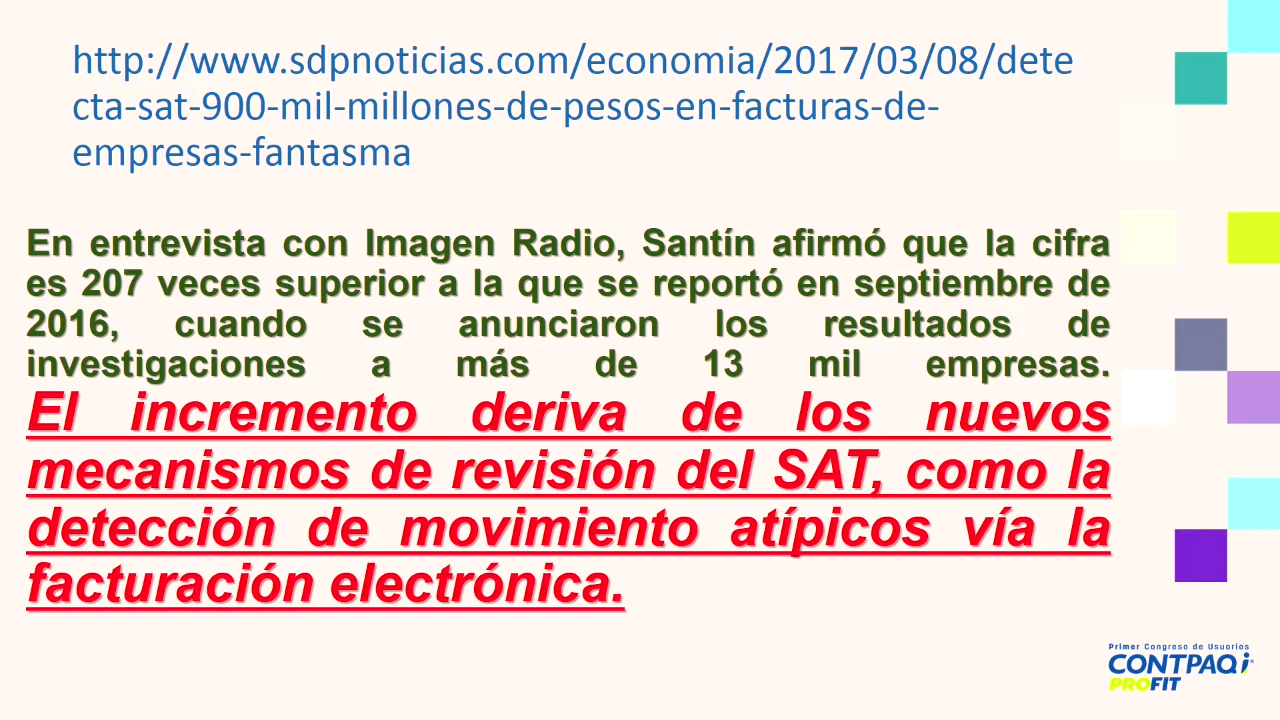 http://www.sdpnoticias.com/economia/2017/03/08/dete
cta-sat-900-mil-millones-de-pesos-en-facturas-de-
empresas-fantasma
En entrevista con Imagen Radio, Santín afirmó que la cifra
es 207 veces superior a la que se reportó en septiembre de
2016, cuando se anunciaron los resultados de
investigaciones a más de 13 mil empresas.
El incremento deriva de los nuevos
mecanismos de revisión del SAT, como la
detección de movimiento atípicos vía la
facturación electrónica.
Primer Congreso de Usuarios
CONTPAQi®
PROFIT